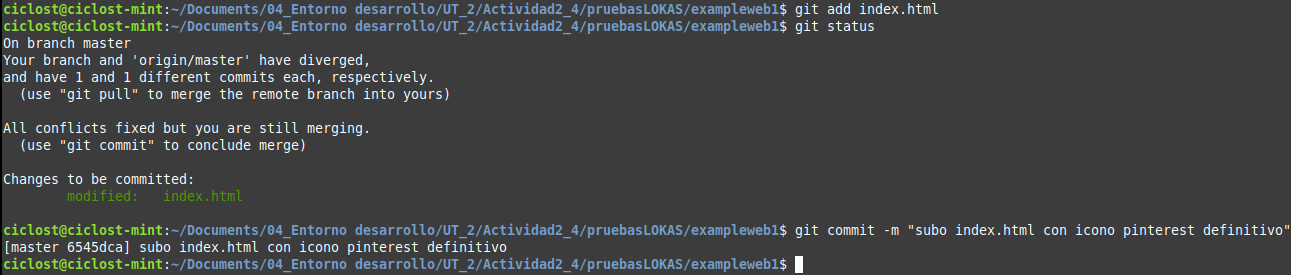 ciclost@ciclost-mint:~/Documents/04_Entorno desarrollo/UT_2/Actividad2_4/pruebasLOKAS/exampleweb1$ git add index.html
ciclost@ciclost-mint:~/Documents/04_Entorno desarrollo/UT_2/Actividad2_4/pruebasLOKAS/exampleweb1$ git status
On branch master
Your branch and 'origin/master' have diverged,
and have 1 and 1 different commits each, respectively.
  (use "git pull" to merge the remote branch into yours)

All conflicts fixed but you are still merging.
  (use "git commit" to conclude merge)

Changes to be committed:
        modified:   index.html

ciclost@ciclost-mint:~/Documents/04_Entorno desarrollo/UT_2/Actividad2_4/pruebasLOKAS/exampleweb1$ git commit -m "subo index.html con icono pinterest definitivo"
[master 6545dca] subo index.html con icono pinterest definitivo
ciclost@ciclost-mint:~/Documents/04_Entorno desarrollo/UT_2/Actividad2_4/pruebasLOKAS/exampleweb1$